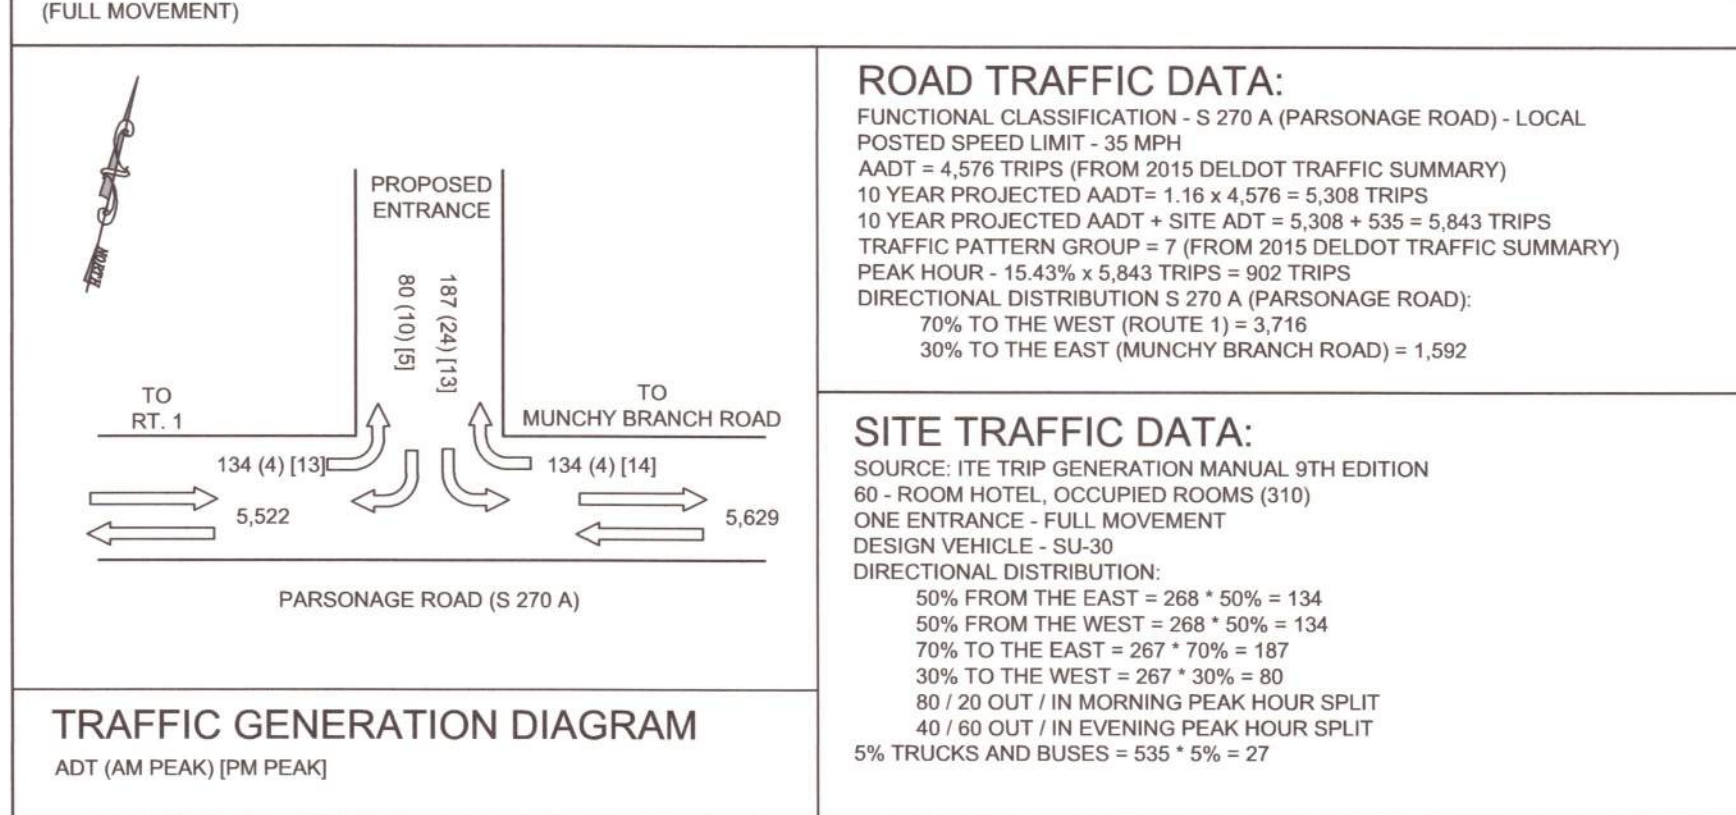 (FULL MOVEMENT)
NORTH
PROPOSED
ENTRANCE
80 (10) [5]
187 (24) [13]
TO
RT. 1
TO
MUNCHY BRANCH ROAD
134 (4) [13]
134 (4) [14]
5,522
5,629
PARSONAGE ROAD (S 270 A)
TRAFFIC GENERATION DIAGRAM
ADT (AM PEAK) [PM PEAK]
ROAD TRAFFIC DATA:
FUNCTIONAL CLASSIFICATION - S 270 A (PARSONAGE ROAD) - LOCAL
POSTED SPEED LIMIT - 35 MPH
AADT = 4,576 TRIPS (FROM 2015 DELDOT TRAFFIC SUMMARY)
10 YEAR PROJECTED AADT= 1.16 x 4,576 = 5,308 TRIPS
10 YEAR PROJECTED AADT + SITE ADT = 5,308 + 535 = 5,843 TRIPS
TRAFFIC PATTERN GROUP = 7 (FROM 2015 DELDOT TRAFFIC SUMMARY)
PEAK HOUR - 15.43% x 5,843 TRIPS = 902 TRIPS
DIRECTIONAL DISTRIBUTION S 270 A (PARSONAGE ROAD):
70% TO THE WEST (ROUTE 1) = 3,716
30% TO THE EAST (MUNCHY BRANCH ROAD) = 1,592
SITE TRAFFIC DATA:
SOURCE: ITE TRIP GENERATION MANUAL 9TH EDITION
60 - ROOM HOTEL, OCCUPIED ROOMS (310)
ONE ENTRANCE - FULL MOVEMENT
DESIGN VEHICLE - SU-30
DIRECTIONAL DISTRIBUTION:
50% FROM THE EAST = 268 * 50% = 134
50% FROM THE WEST = 268 * 50% = 134
70% TO THE EAST = 267 * 70% = 187
30% TO THE WEST = 267 * 30% = 80
80 / 20 OUT / IN MORNING PEAK HOUR SPLIT
40 / 60 OUT / IN EVENING PEAK HOUR SPLIT
5% TRUCKS AND BUSES = 535 * 5% = 27